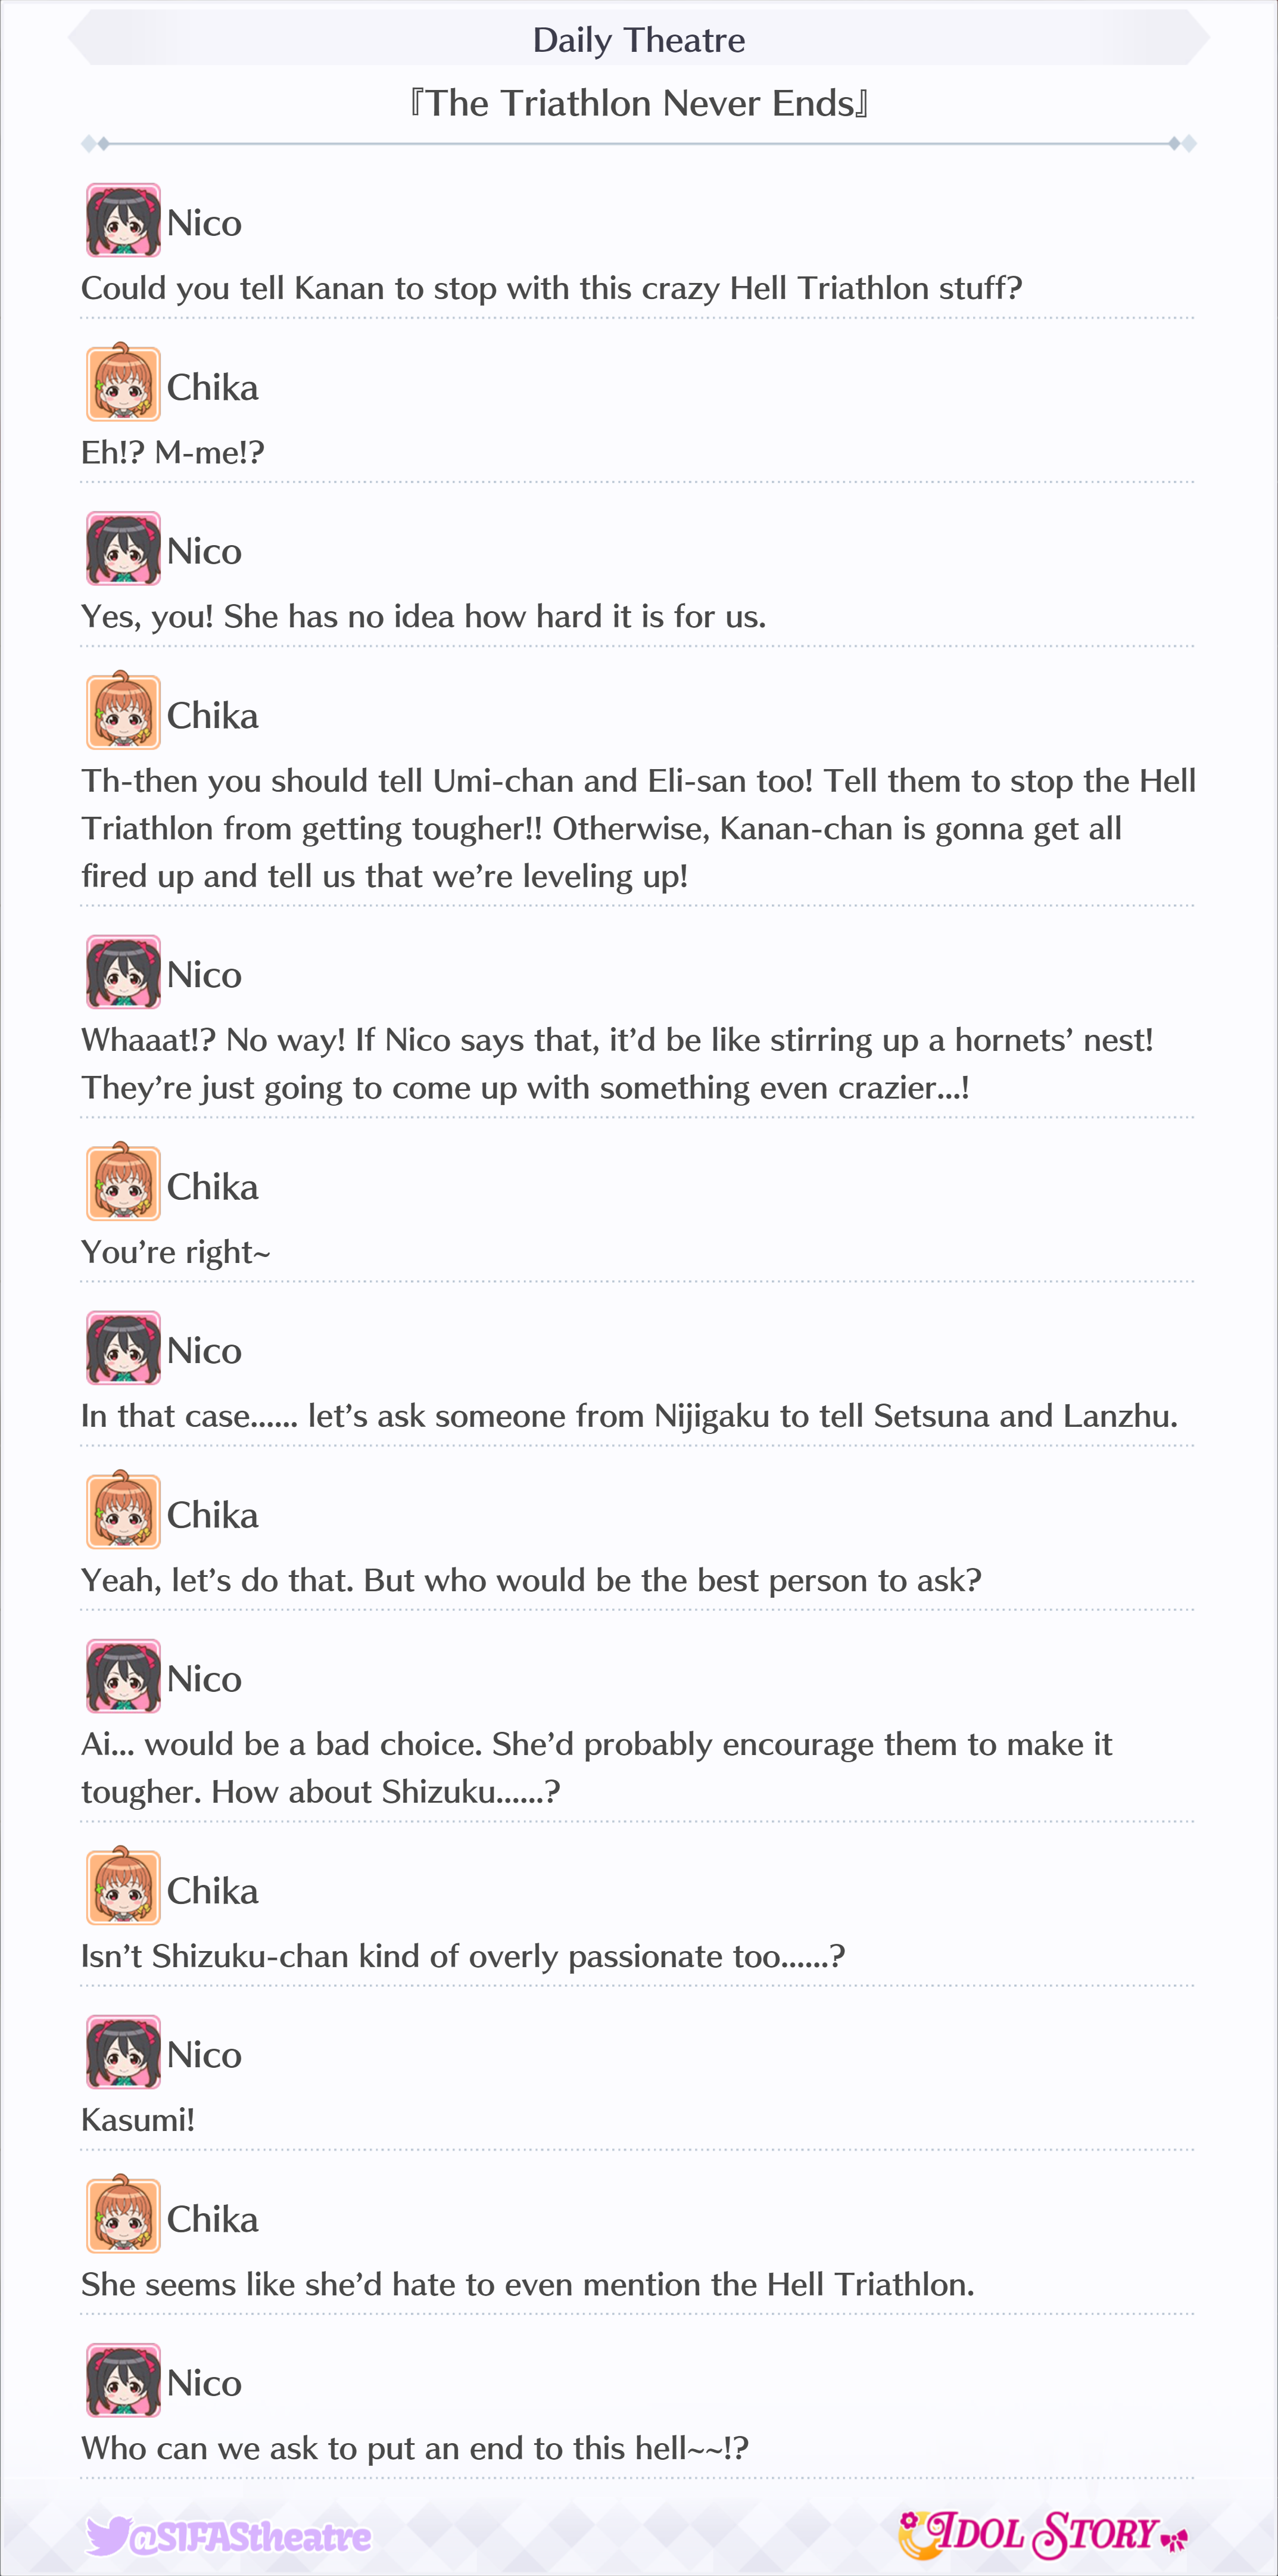 Daily Theatre
『The Triathlon Never Ends』
Nico
Could you tell Kanan to stop with this crazy Hell Triathlon stuff?
Chika
Eh!? M-me!?
Nico
Yes, you! She has no idea how hard it is for us.
Chika
Th-then you should tell Umi-chan and Eli-san too! Tell them to stop the Hell
Triathlon from getting tougher!! Otherwise, Kanan-chan is gonna get all
fired up and tell us that we’re leveling up!
Nico
Whaaat!? No way! If Nico says that, it’d be like stirring up a hornets’ nest!
They’re just going to come up with something even crazier...!
Chika
You’re right~
Nico
In that case...... let’s ask someone from Nijigaku to tell Setsuna and Lanzhu.
Chika
Yeah, let’s do that. But who would be the best person to ask?
Nico
Ai... would be a bad choice. She’d probably encourage them to make it
tougher. How about Shizuku......?
Chika
Isn’t Shizuku-chan kind of overly passionate too......?
Nico
Kasumi!
Chika
She seems like she’d hate to even mention the Hell Triathlon.
Nico
Who can we ask to put an end to this hell~~!?
@SIFAStheatre
IDOL STORY